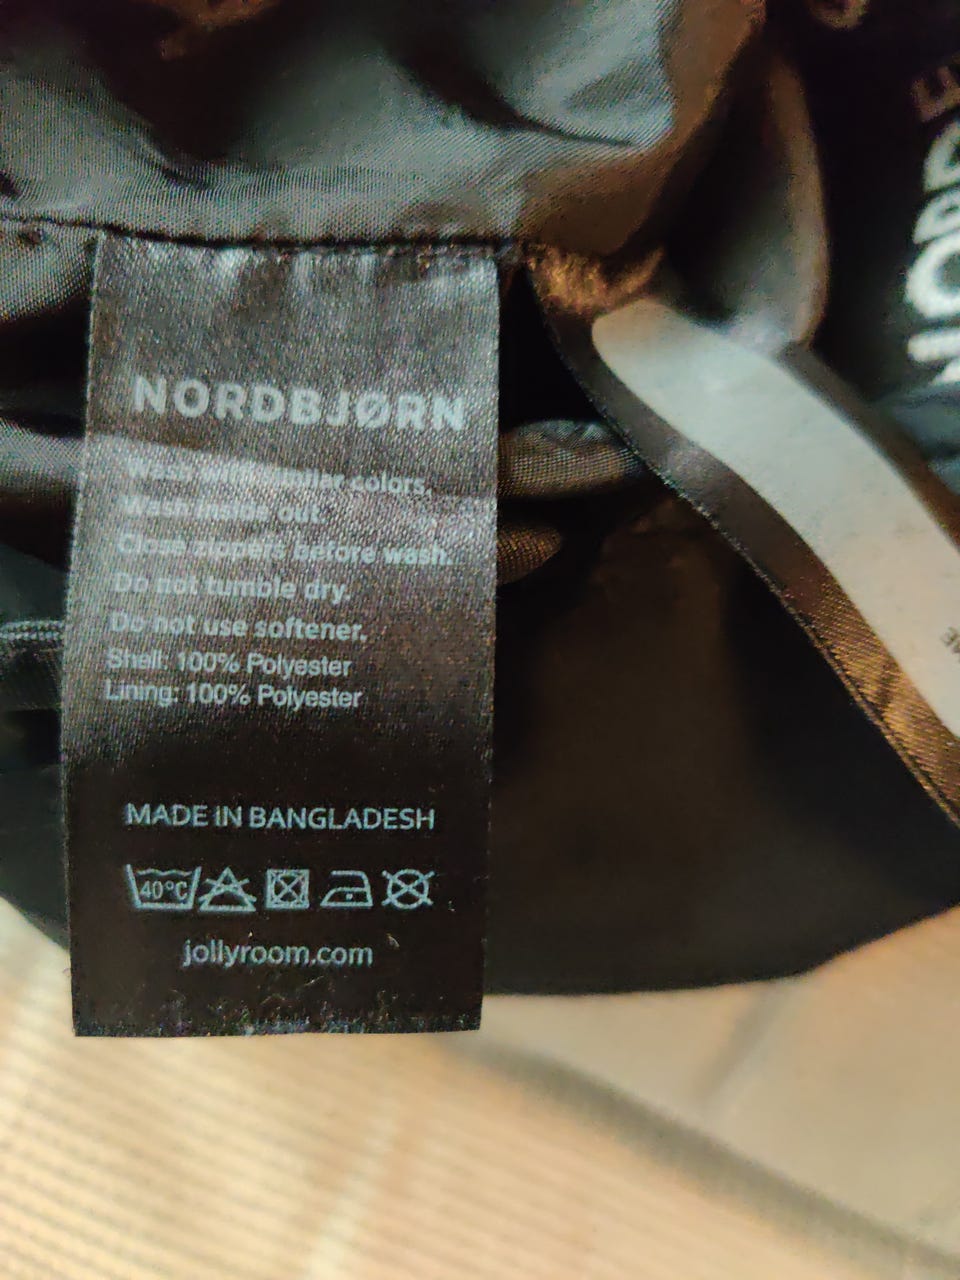 NORDBJØRN
Wash with similar colors.
Wash inside out.
Close zippers before wash.
Do not tumble dry.
Do not use softener.
Shell: 100% Polyester
Lining: 100% Polyester
MADE IN BANGLADESH
40°C
jollyroom.com